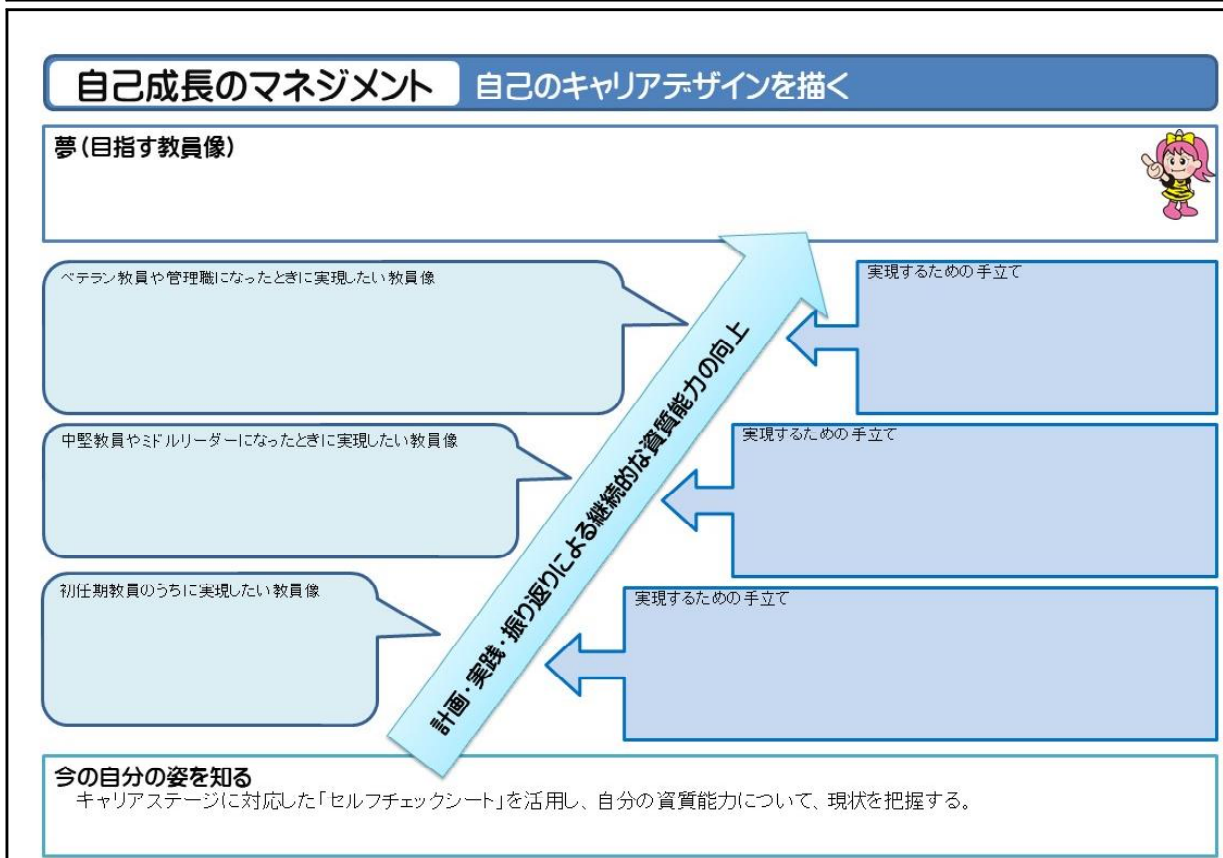 自己成長のマネジメント 自己のキャリアデザインを描く
夢(目指す教員像)
ベテラン教員や管理職になったときに実現したい教員像
実現するための手立て
中堅教員やミドルリーダーになったときに実現したい教員像
実現するための手立て
初任期教員のうちに実現したい教員像
実現するための手立て
計画・実践・振り返りによる継続的な資質能力の向上
今の自分の姿を知る
キャリアステージに対応した「セルフチェックシート」を活用し、自分の資質能力について、現状を把握する。